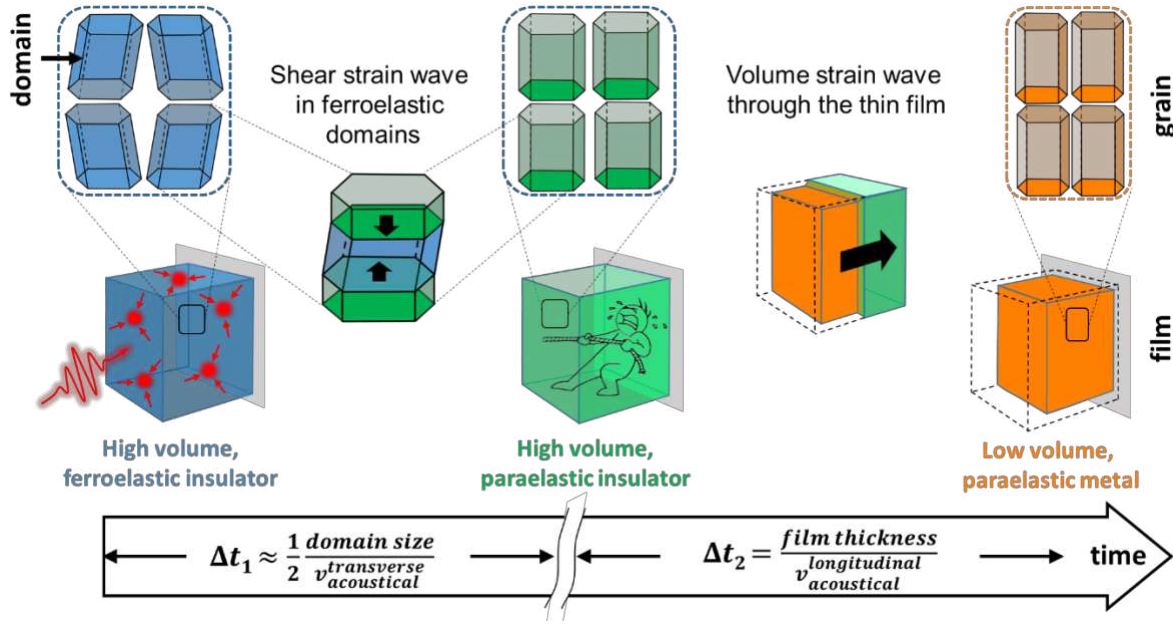 domain
Shear strain wave
in ferroelastic
domains
Volume strain wave
through the thin film
grain
film
High volume,
ferroelastic insulator
High volume,
paraelastic insulator
Low volume,
paraelastic metal
Δt₁ ≈ 1/2 domain size / v_acoustical^transverse
Δt₂ = film thickness / v_acoustical^longitudinal
time